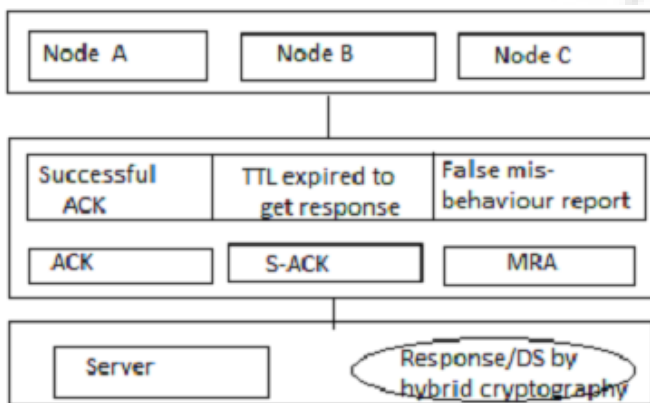 Node A
Node B
Node C
Successful
ACK
TTL expired to
get response
False mis-
behaviour report
ACK
S-ACK
MRA
Server
Response/DS by
hybrid cryptography